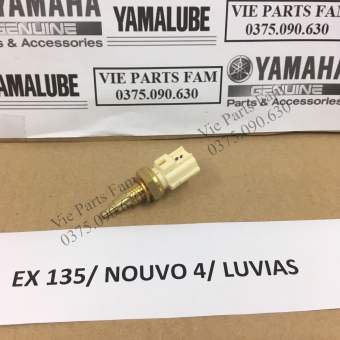 YAMAHA
GENUINE
Parts & Accessories
YAMALUBE
VIE PARTS FAM
0375.090.630
YAMAHA
GENUINE
Parts & Accessories
YAMALUBE
Vie Parts Fam
0375.090.630
Vie Parts Fam
0375.090.630
EX 135/ NOUVO 4/ LUVIAS